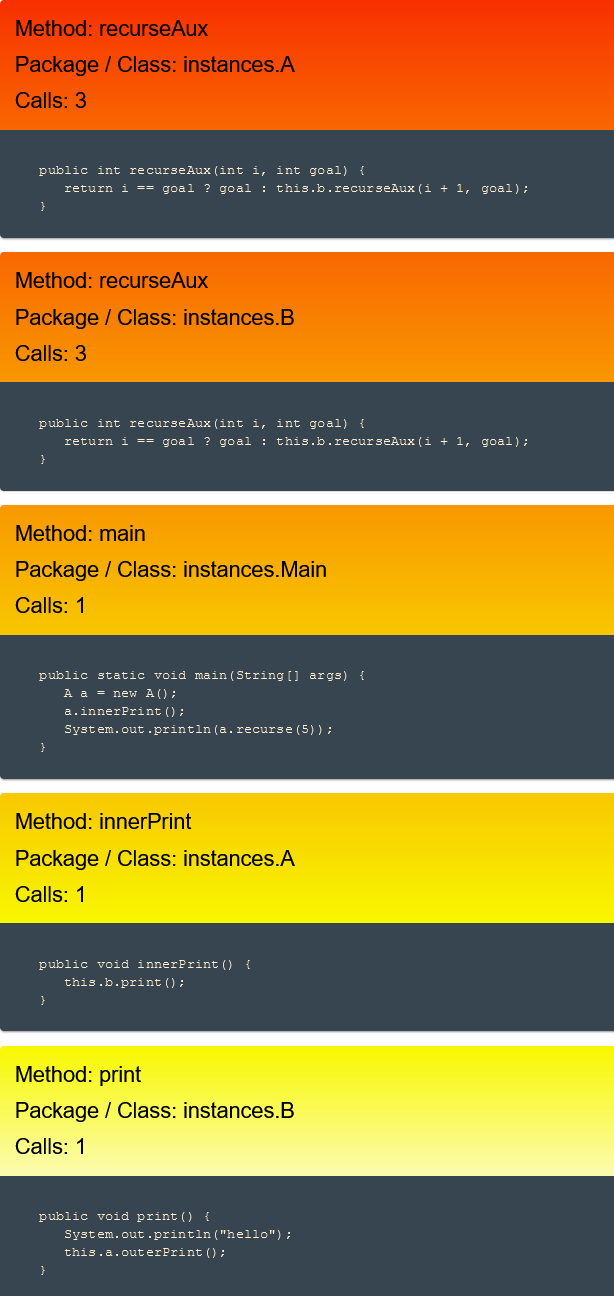 Method: recurseAux
Package / Class: instances.A
Calls: 3
public int recurseAux(int i, int goal) {
return i == goal ? goal : this.b.recurseAux(i + 1, goal);
}
Method: recurseAux
Package / Class: instances.B
Calls: 3
public int recurseAux(int i, int goal) {
return i == goal ? goal : this.b.recurseAux(i + 1, goal);
}
Method: main
Package / Class: instances.Main
Calls: 1
public static void main(String[] args) {
A a = new A();
a.innerPrint();
System.out.println(a.recurse(5));
}
Method: innerPrint
Package / Class: instances.A
Calls: 1
public void innerPrint() {
this.b.print();
}
Method: print
Package / Class: instances.B
Calls: 1
public void print() {
System.out.println("hello");
this.a.outerPrint();
}